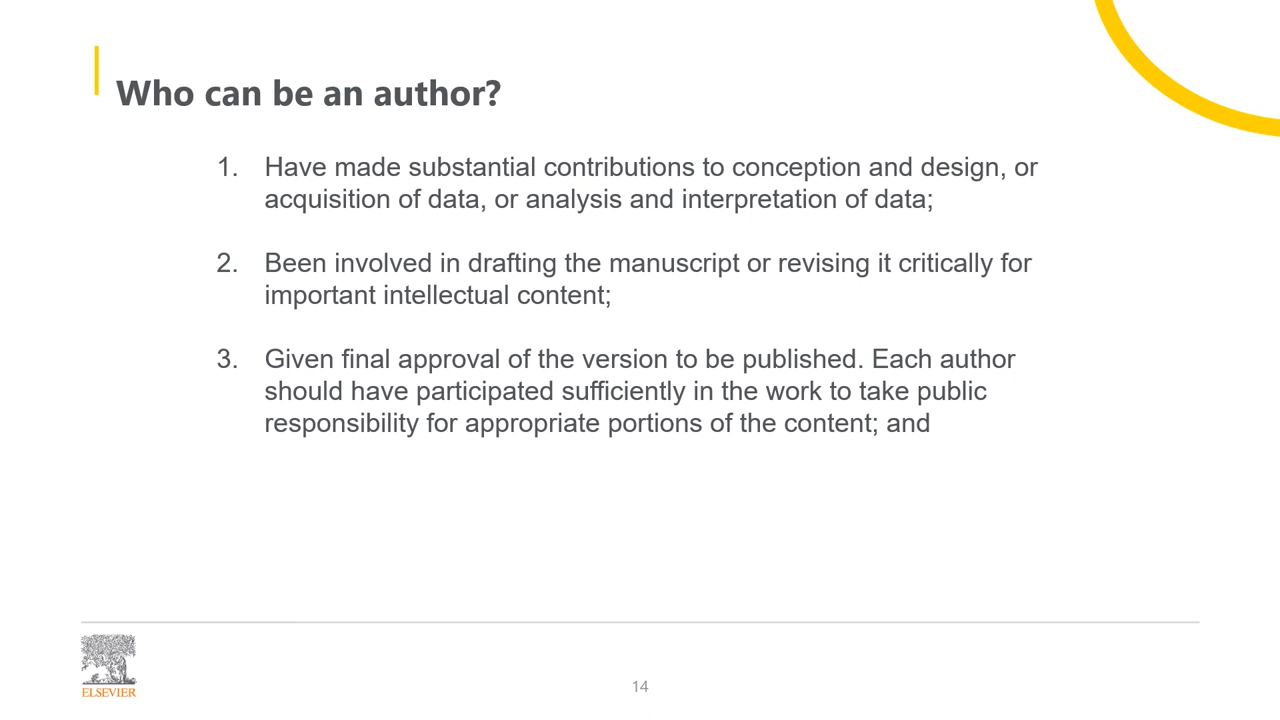 Who can be an author?
1. Have made substantial contributions to conception and design, or
acquisition of data, or analysis and interpretation of data;
2. Been involved in drafting the manuscript or revising it critically for
important intellectual content;
3. Given final approval of the version to be published. Each author
should have participated sufficiently in the work to take public
responsibility for appropriate portions of the content; and
ELSEVIER
14